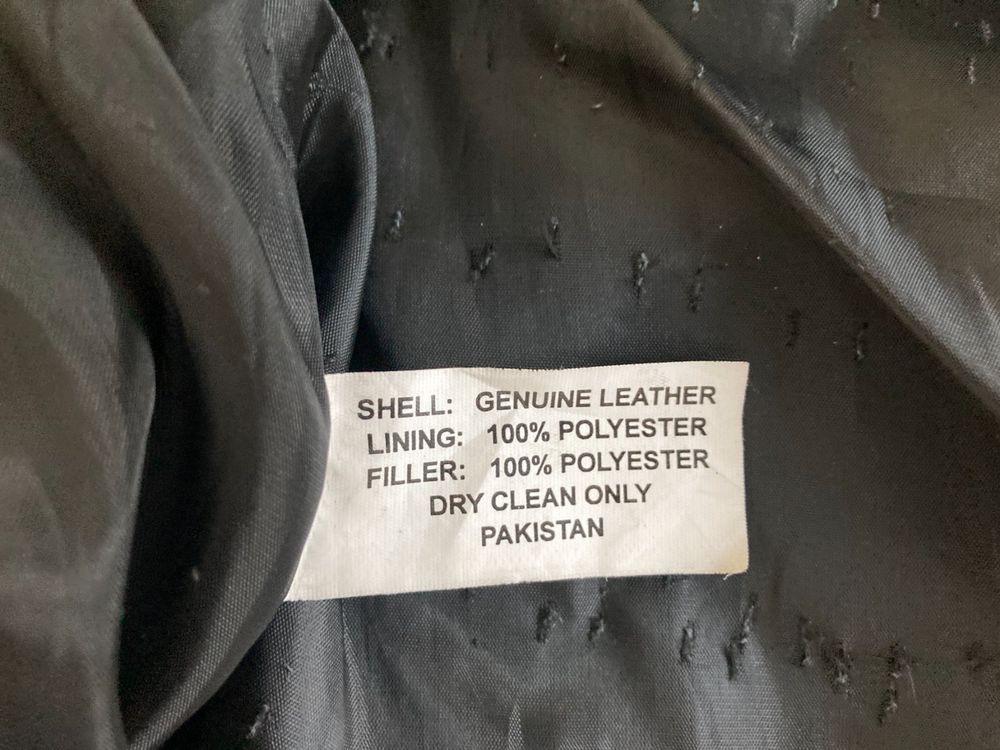 SHELL: GENUINE LEATHER
LINING: 100% POLYESTER
FILLER: 100% POLYESTER
DRY CLEAN ONLY
PAKISTAN